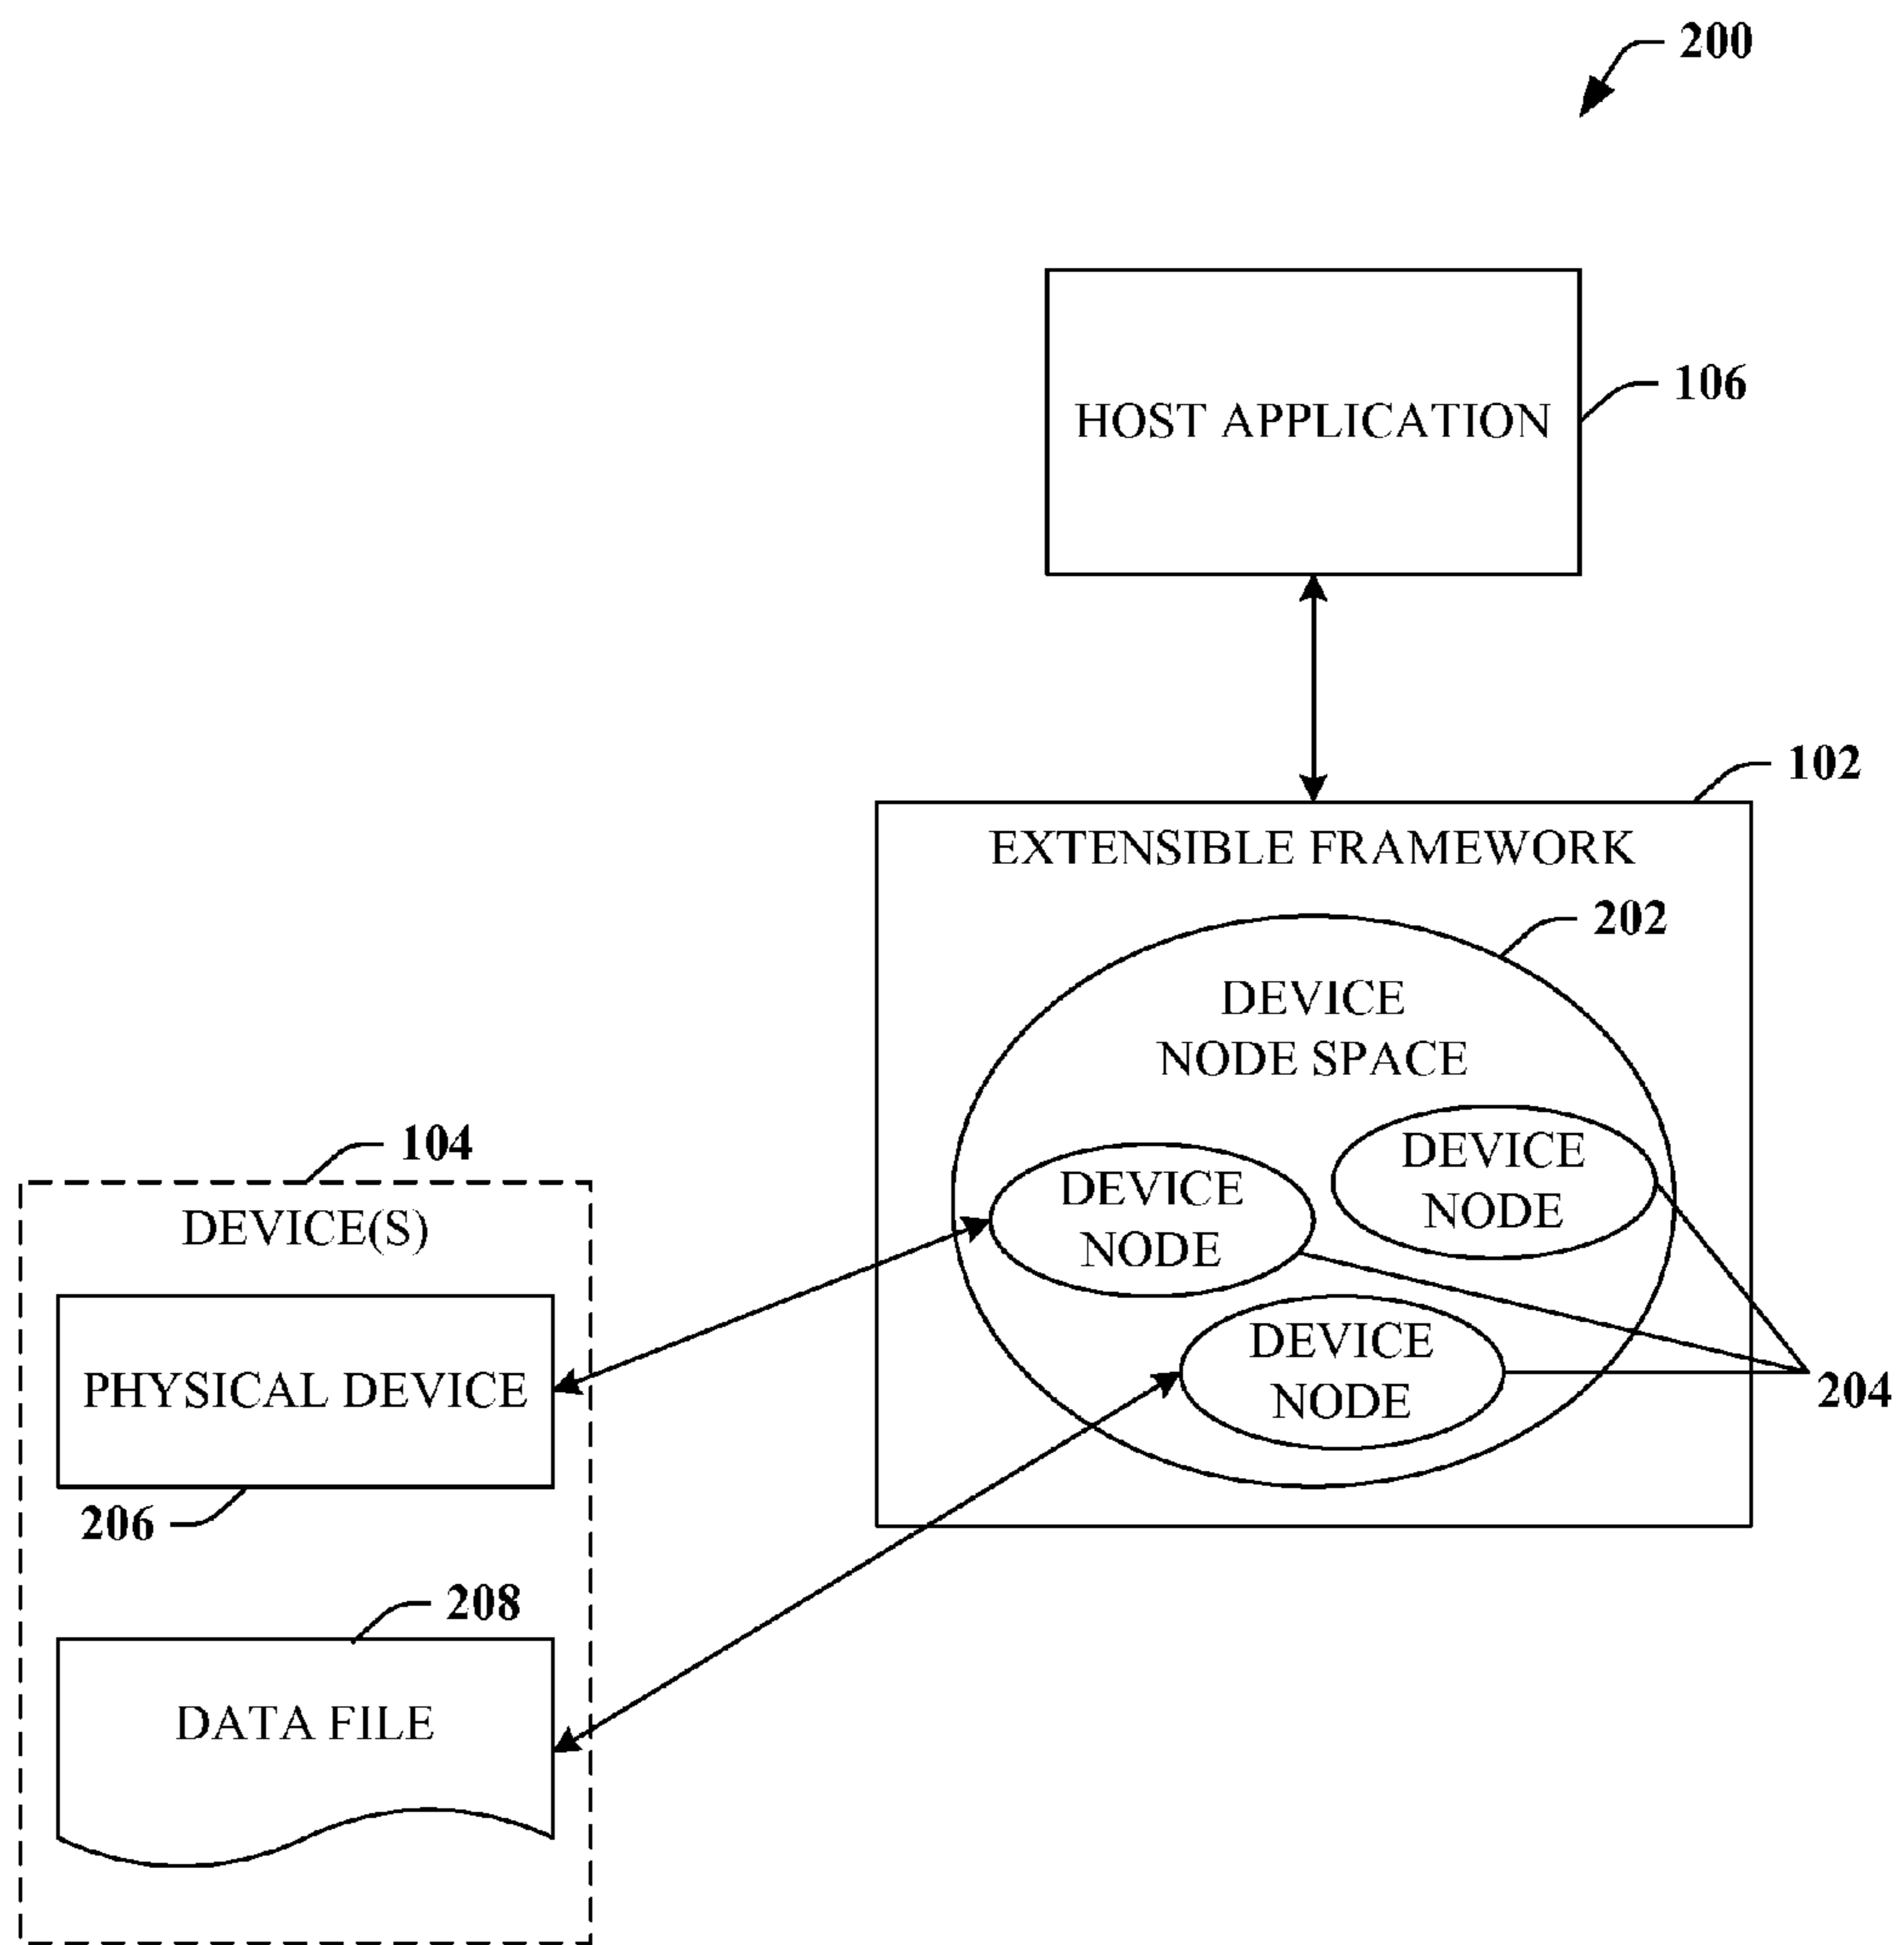 200
HOST APPLICATION
106
102
EXTENSIBLE FRAMEWORK
202
DEVICE
NODE SPACE
DEVICE
NODE
DEVICE
NODE
DEVICE
NODE
204
104
DEVICE(S)
PHYSICAL DEVICE
206
208
DATA FILE